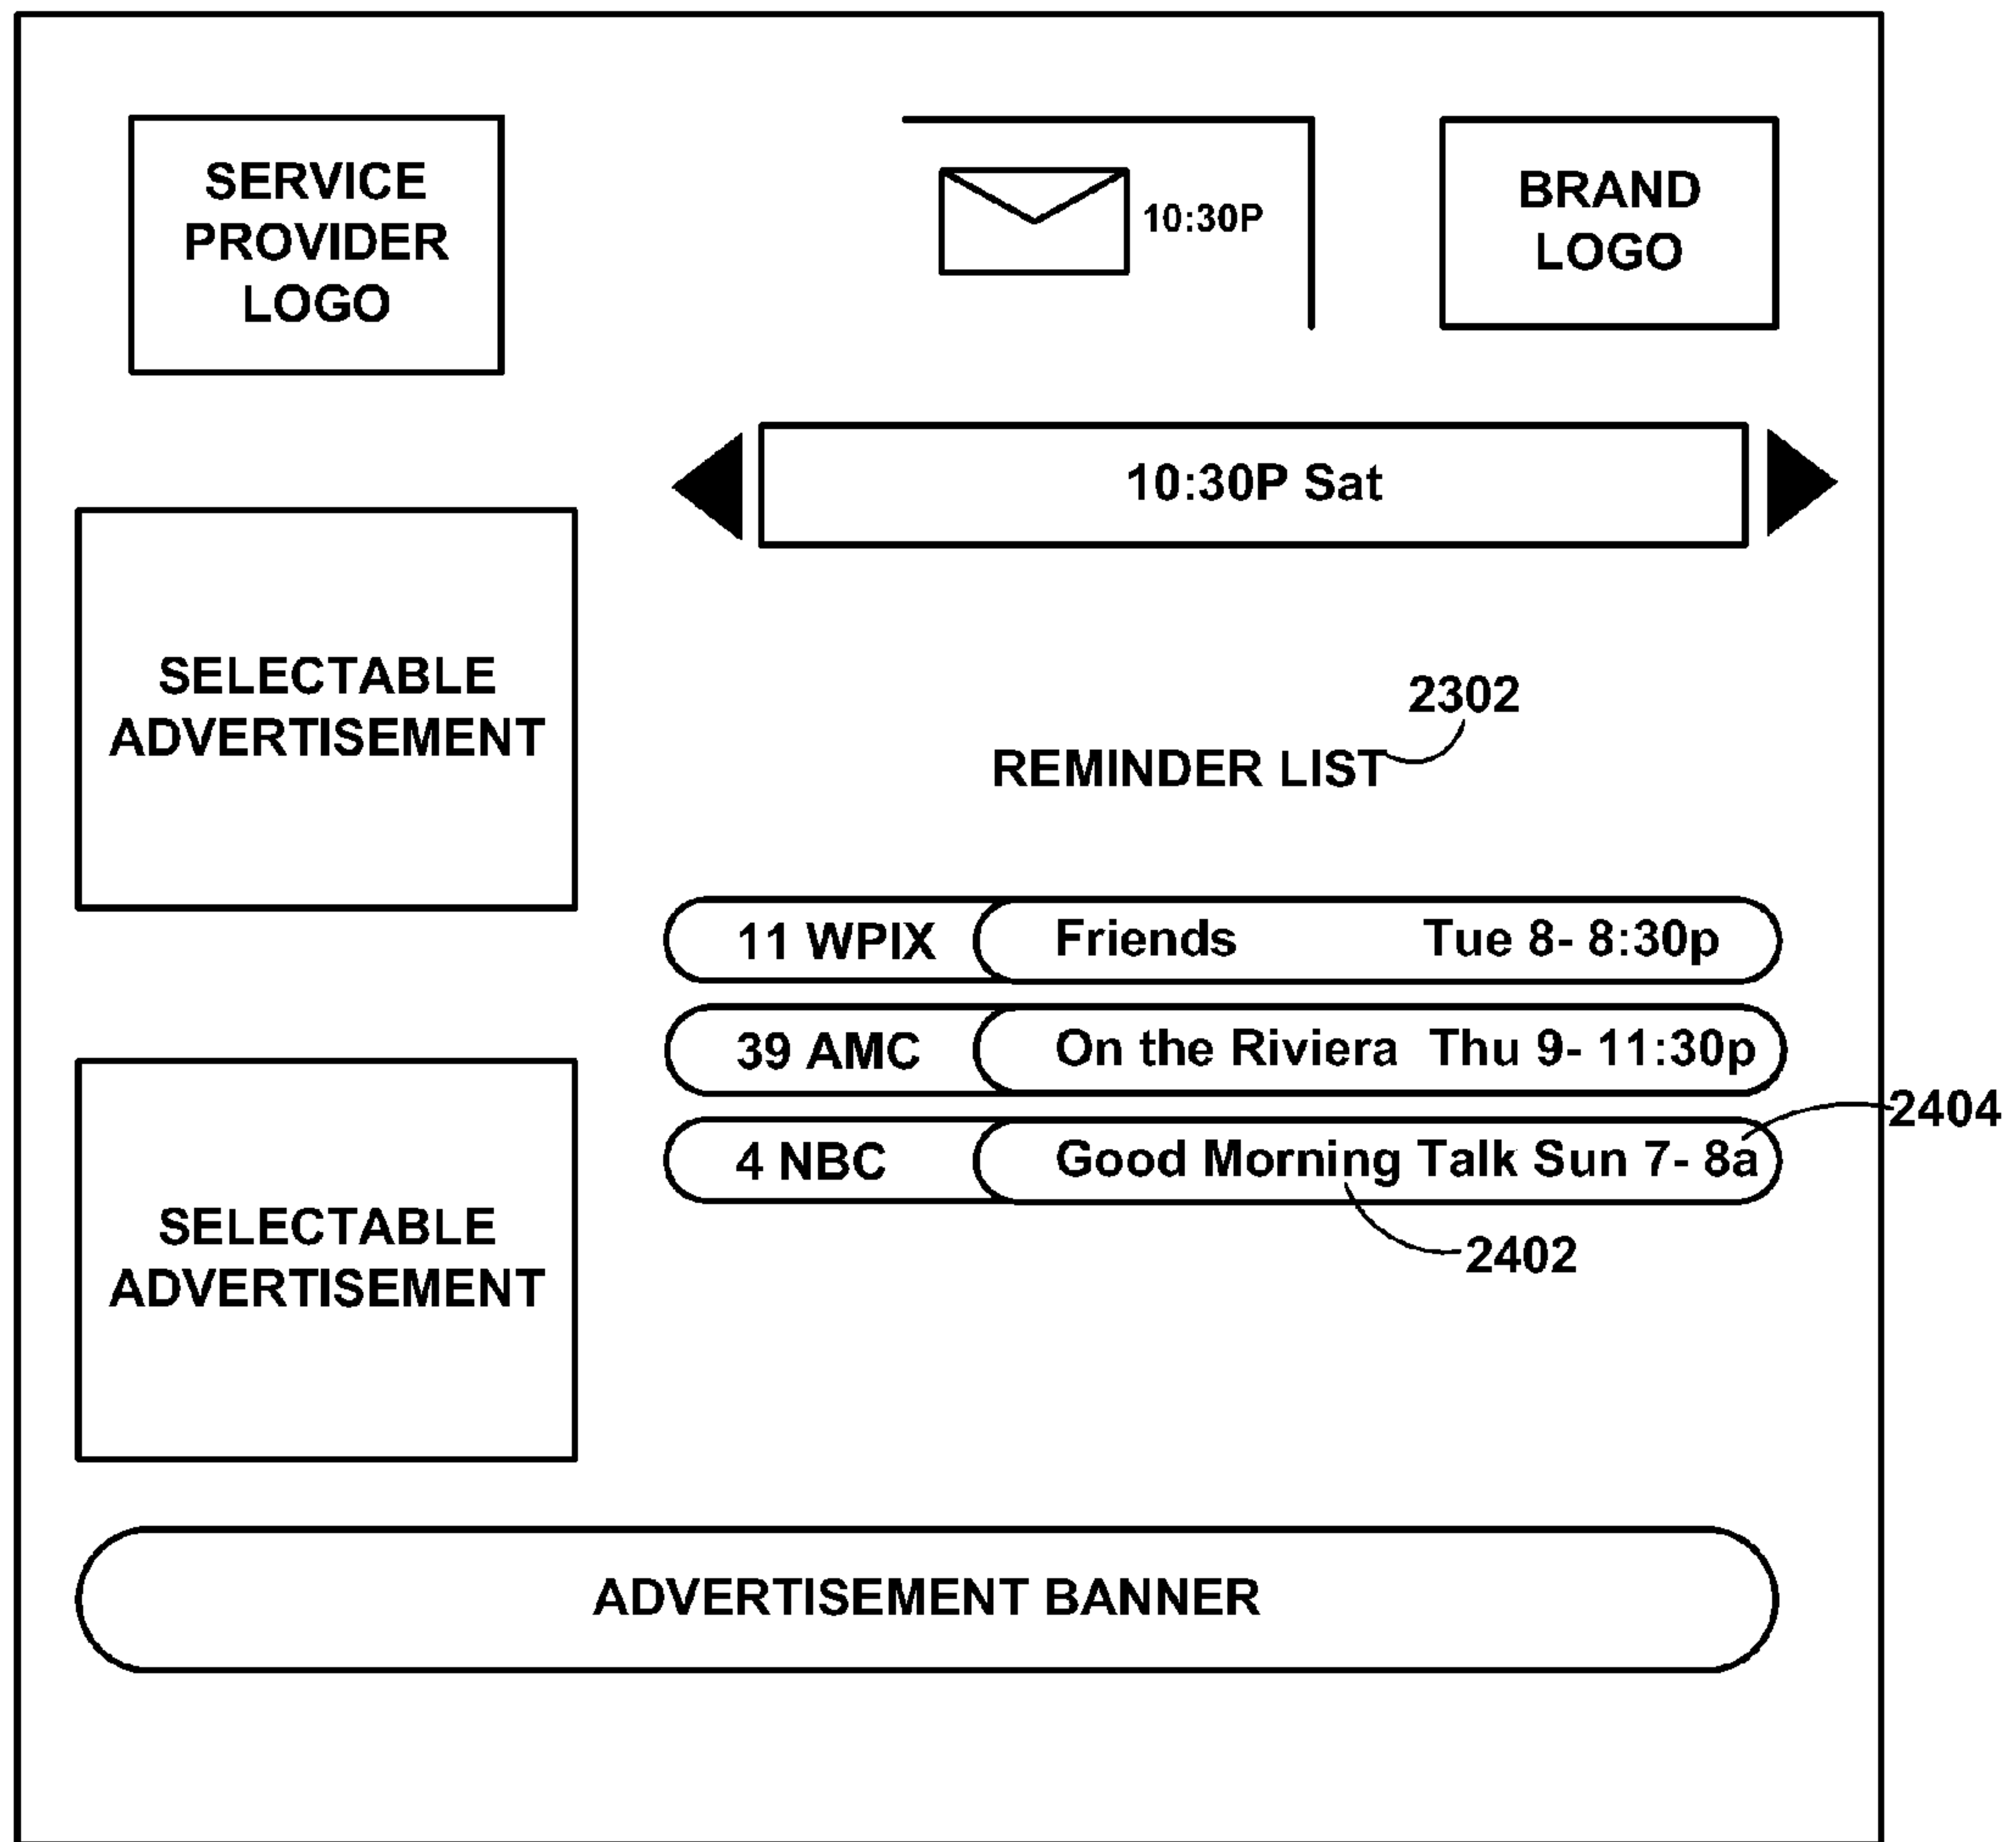 SERVICE
PROVIDER
LOGO
10:30P
BRAND
LOGO
10:30P Sat
SELECTABLE
ADVERTISEMENT
2302
REMINDER LIST
11 WPIX Friends Tue 8- 8:30p
39 AMC On the Riviera Thu 9- 11:30p
2404
4 NBC Good Morning Talk Sun 7- 8a
2402
SELECTABLE
ADVERTISEMENT
ADVERTISEMENT BANNER